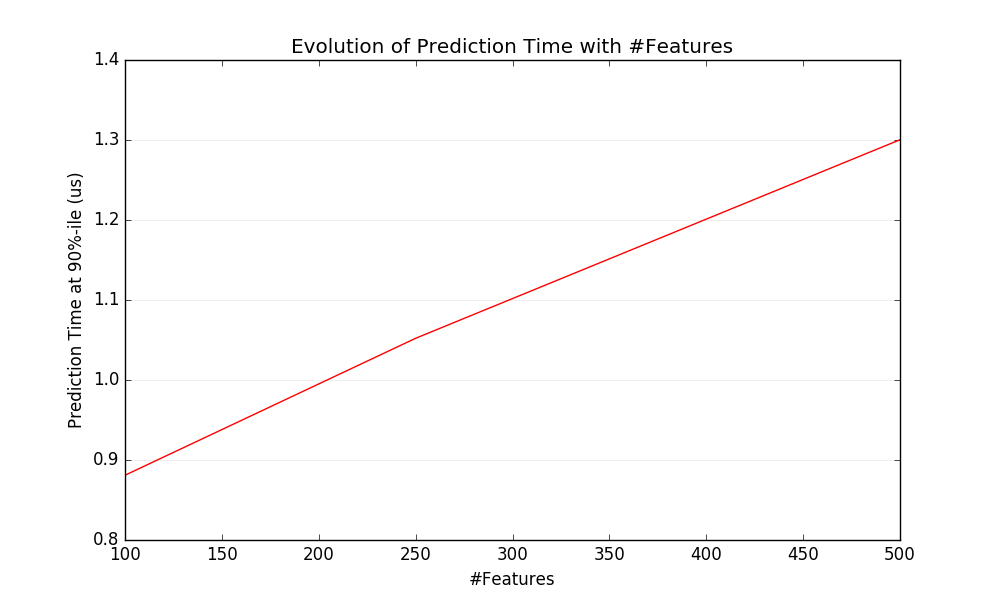 Evolution of Prediction Time with #Features
1.4
1.3
1.2
1.1
1.0
0.9
0.8
Prediction Time at 90%-ile (us)
100 150 200 250 300 350 400 450 500
#Features